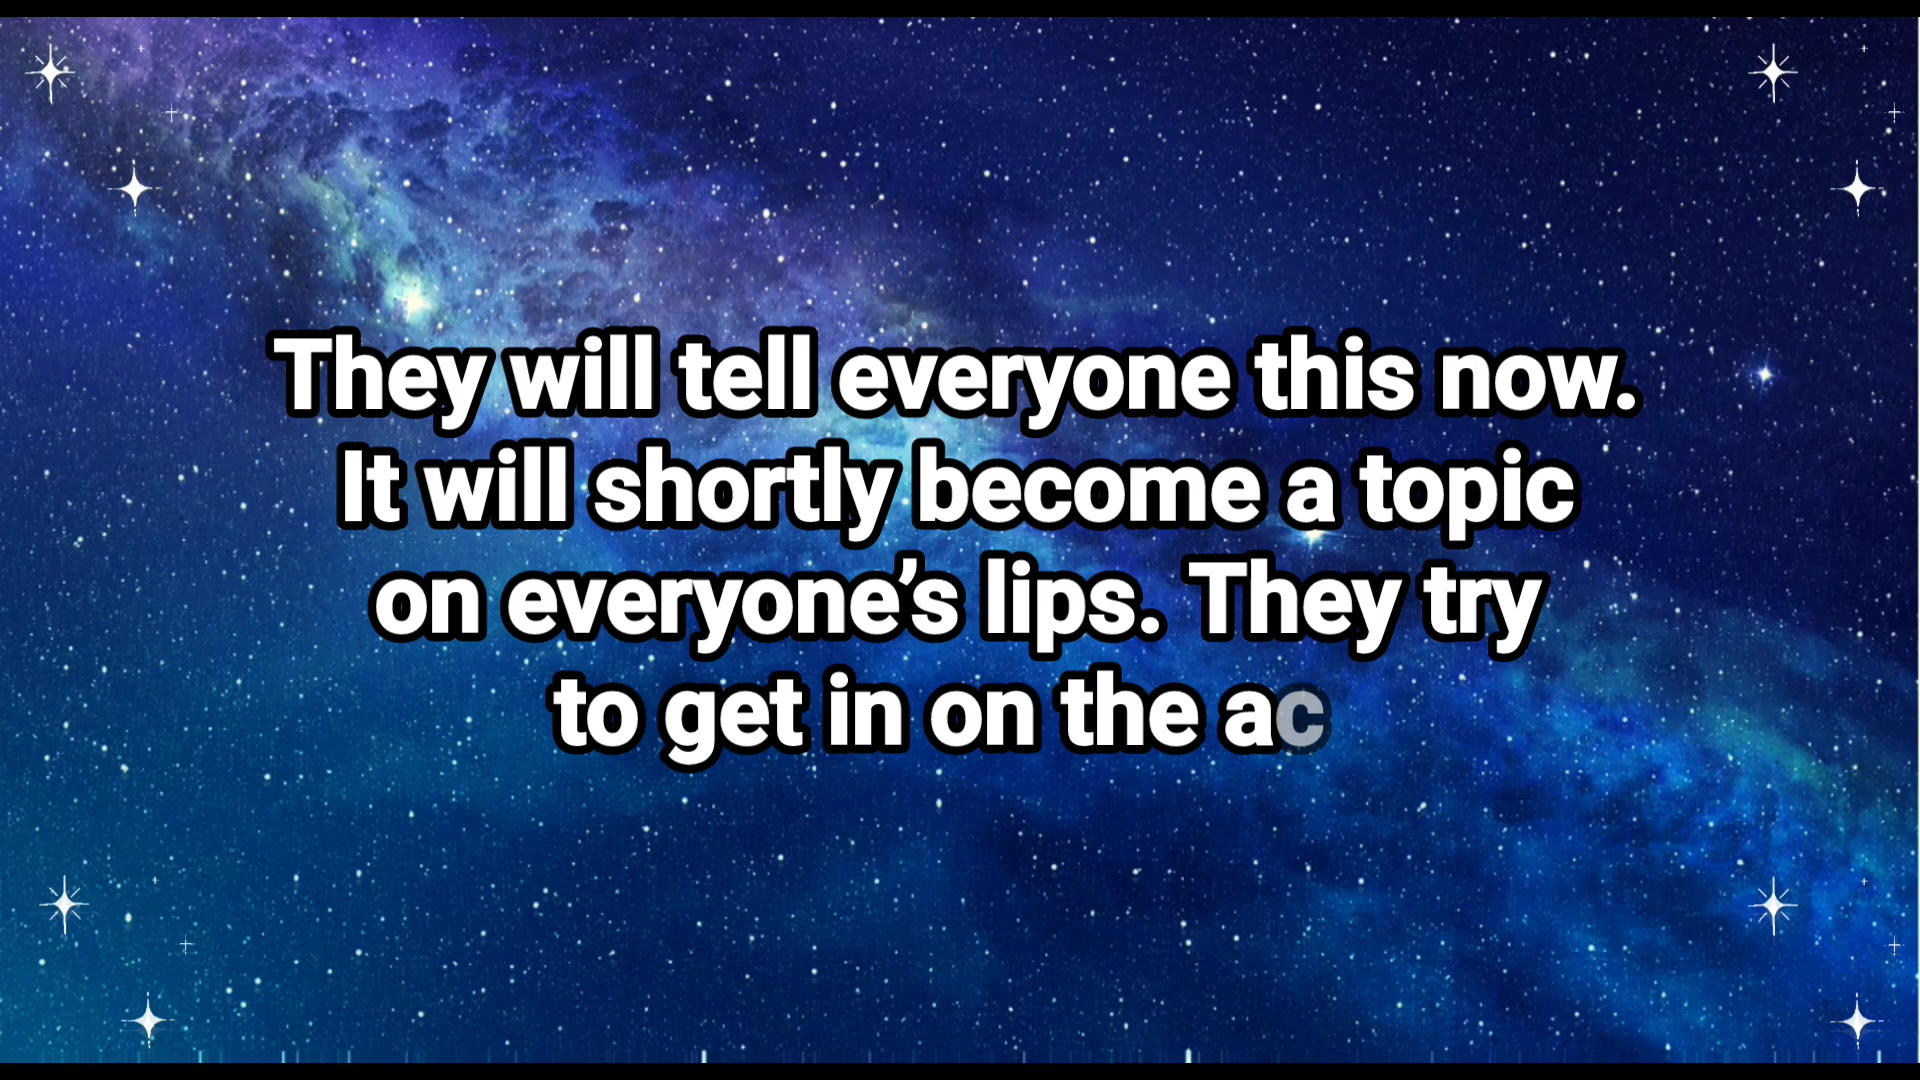 They will tell everyone this now.
It will shortly become a topic
on everyone’s lips. They try
to get in on the ac